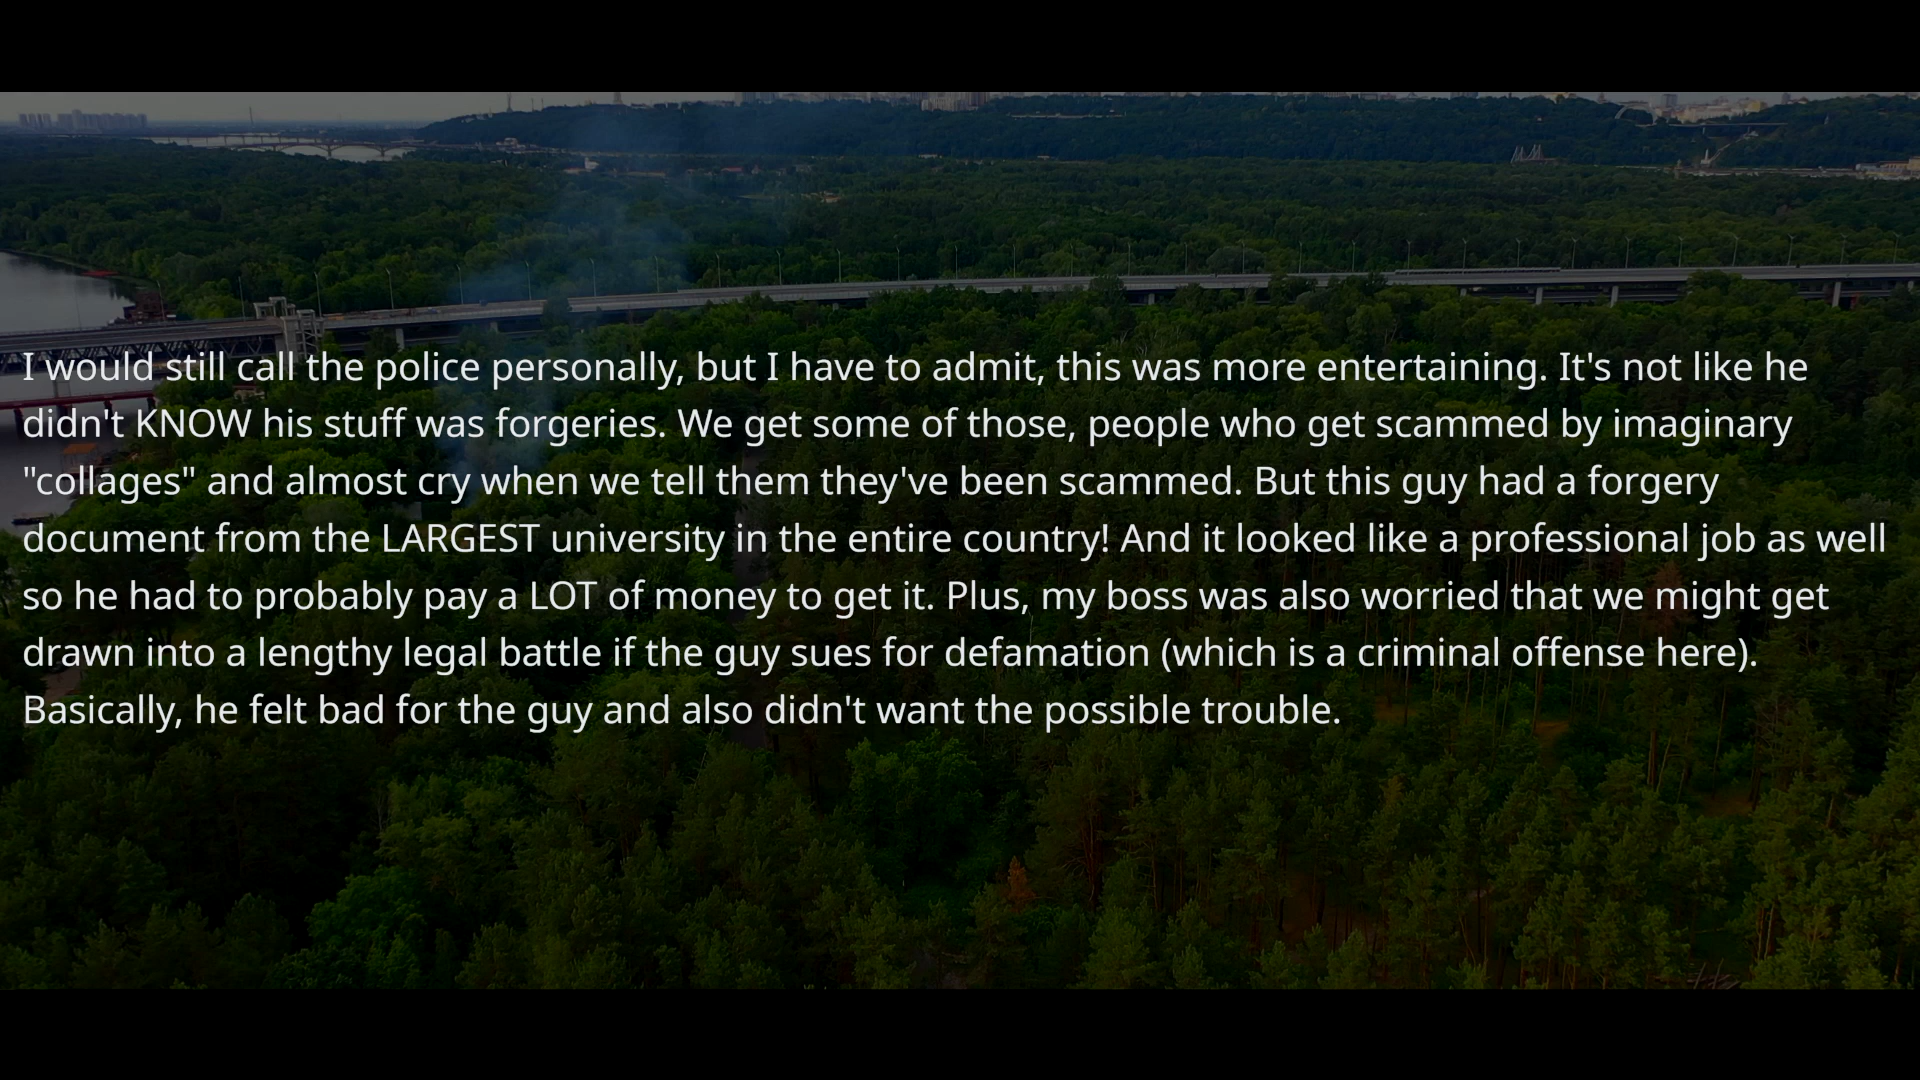 I would still call the police personally, but I have to admit, this was more entertaining. It's not like he
didn't KNOW his stuff was forgeries. We get some of those, people who get scammed by imaginary
"collages" and almost cry when we tell them they've been scammed. But this guy had a forgery
document from the LARGEST university in the entire country! And it looked like a professional job as well
so he had to probably pay a LOT of money to get it. Plus, my boss was also worried that we might get
drawn into a lengthy legal battle if the guy sues for defamation (which is a criminal offense here).
Basically, he felt bad for the guy and also didn't want the possible trouble.